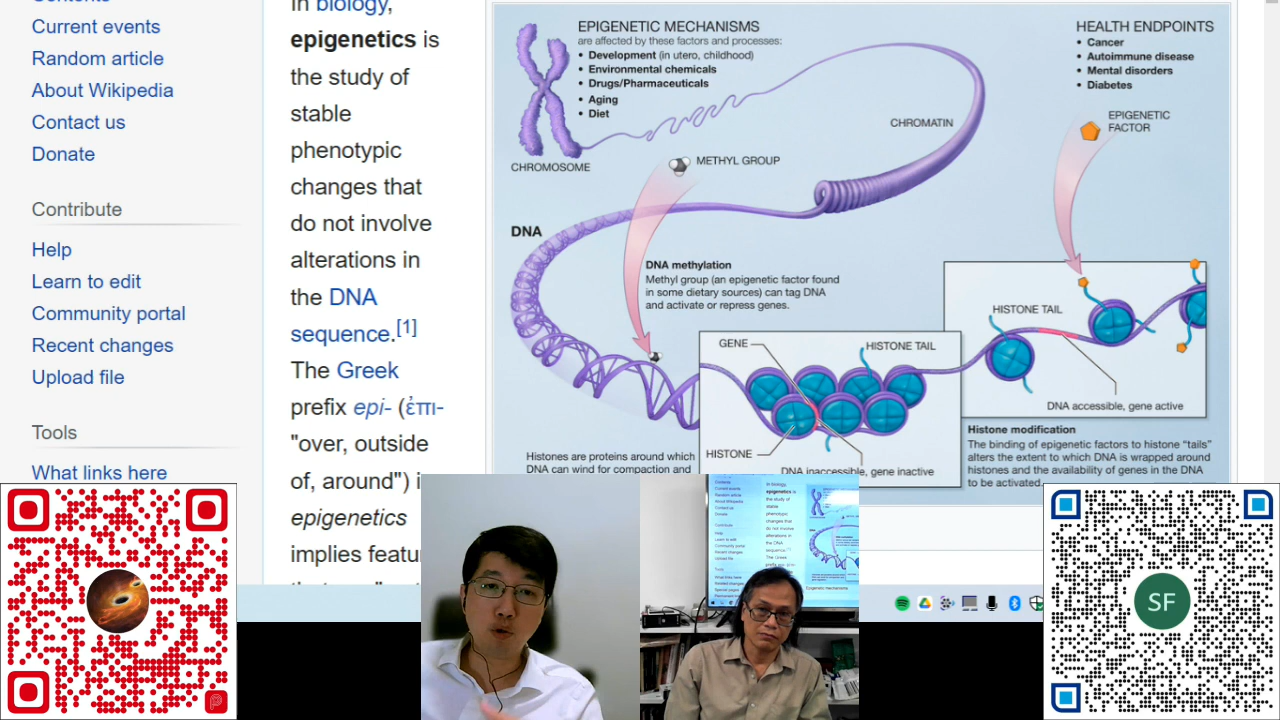 Contents
Current events
Random article
About Wikipedia
Contact us
Donate
Contribute
Help
Learn to edit
Community portal
Recent changes
Upload file
Tools
What links here
In biology,
epigenetics is
the study of
stable
phenotypic
changes that
do not involve
alterations in
the DNA
sequence.[1]
The Greek
prefix epi- (ἐπι-
"over, outside
of, around")
epigenetics
implies
EPIGENETIC MECHANISMS
are affected by these factors and processes:
• Development (in utero, childhood)
• Environmental chemicals
• Drugs/Pharmaceuticals
• Aging
• Diet
HEALTH ENDPOINTS
• Cancer
• Autoimmune disease
• Mental disorders
• Diabetes
CHROMOSOME
METHYL GROUP
CHROMATIN
EPIGENETIC
FACTOR
DNA
DNA methylation
Methyl group (an epigenetic factor found
in some dietary sources) can tag DNA
and activate or repress genes.
GENE
HISTONE TAIL
HISTONE TAIL
DNA accessible, gene active
HISTONE
DNA inaccessible, gene inactive
Histones are proteins around which
DNA can wind for compaction and
Histone modification
The binding of epigenetic factors to histone “tails”
alters the extent to which DNA is wrapped around
histones and the availability of genes in the DNA
to be activated.
SF